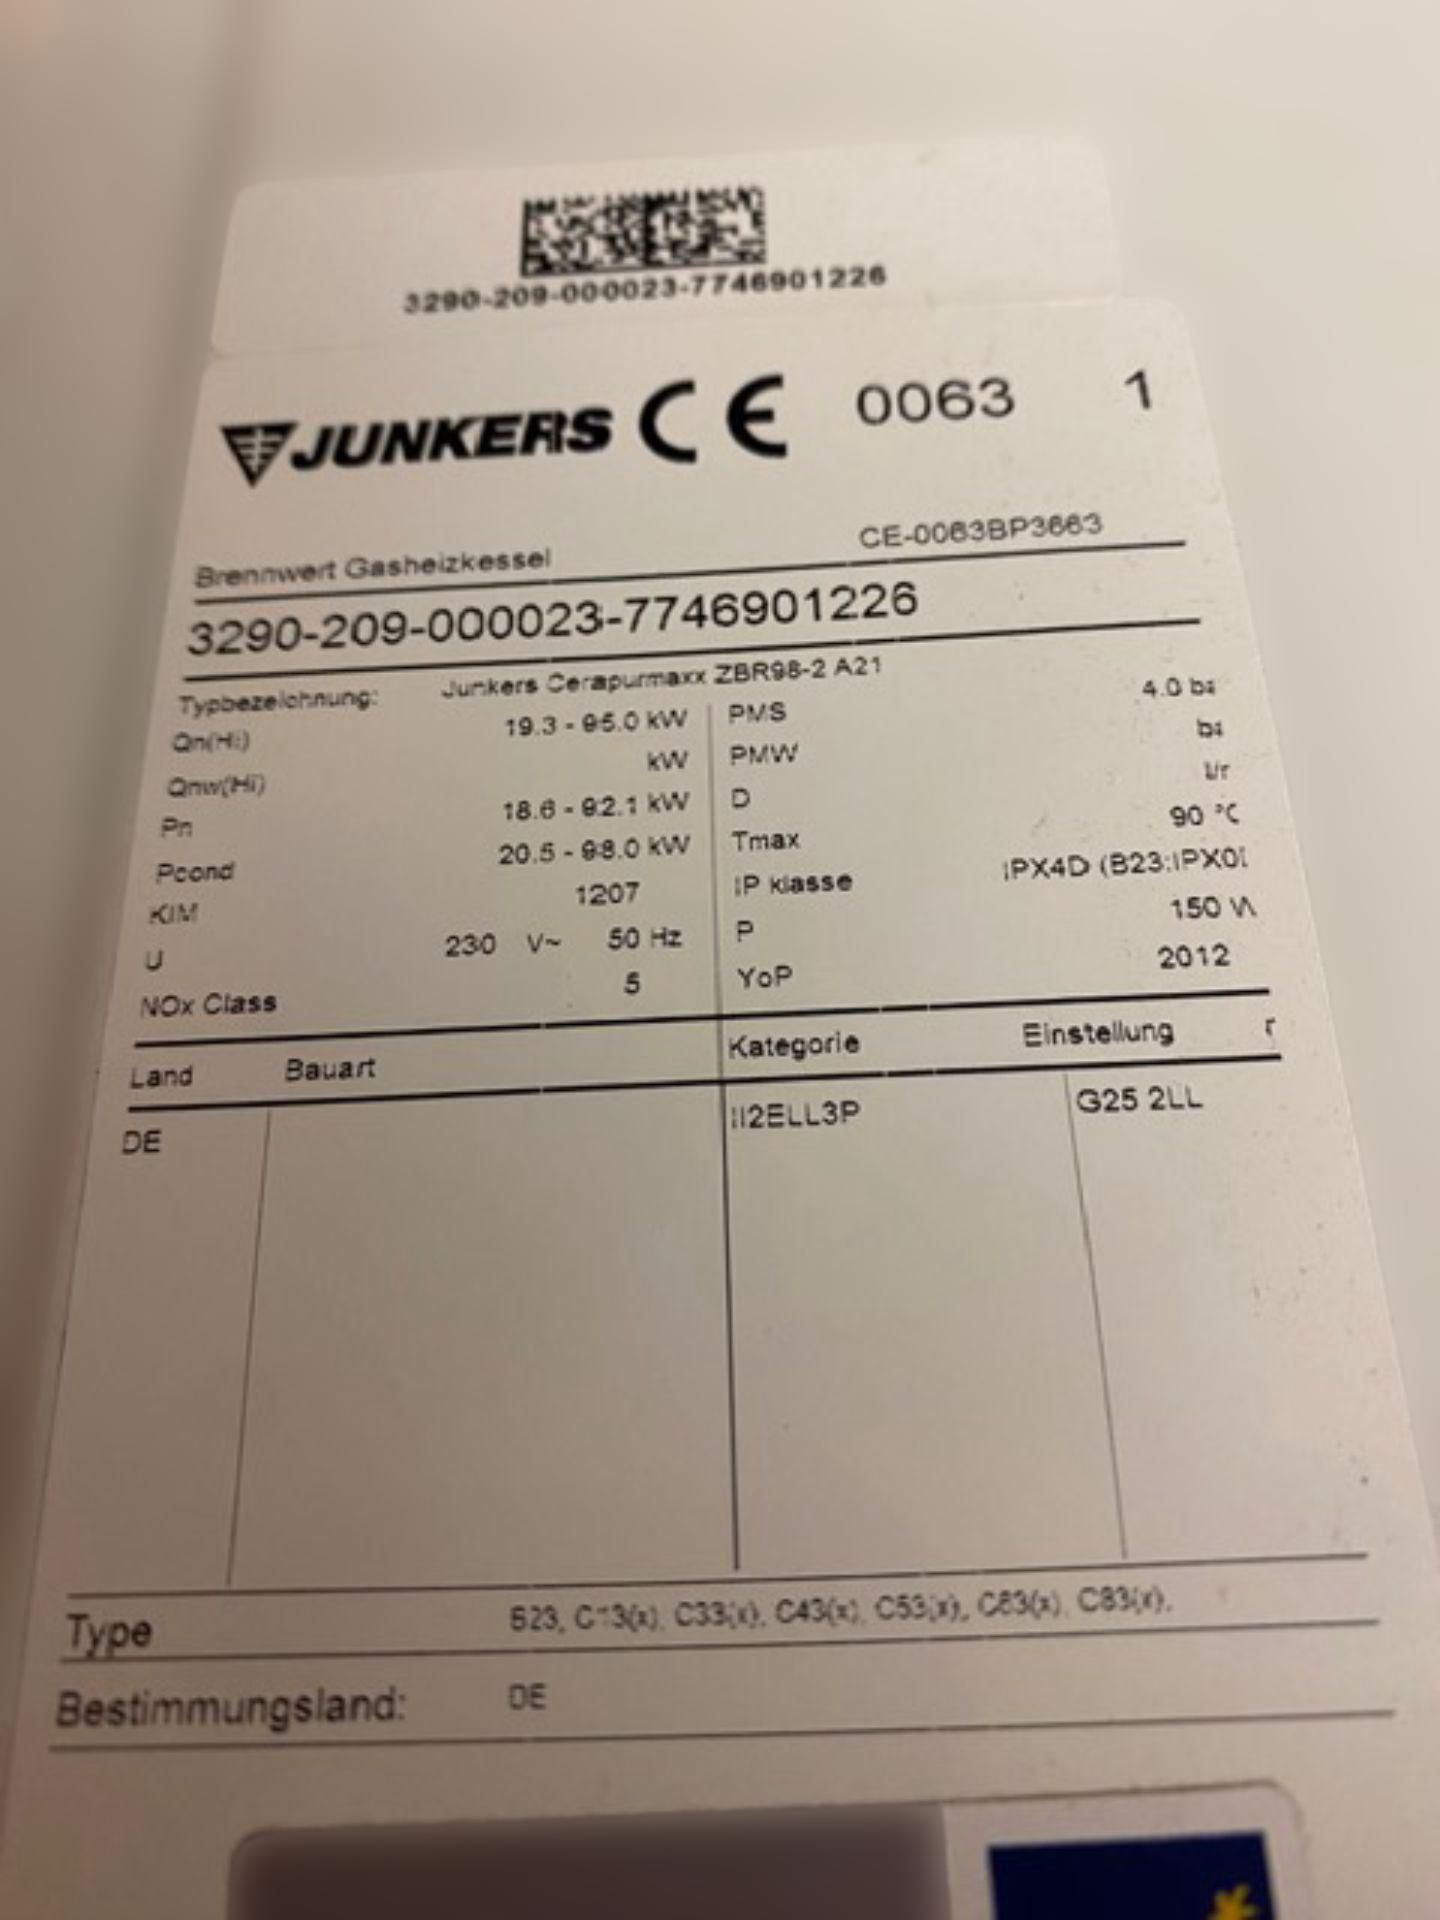 3290-209-000023-7746901226
JUNKERS CE 0063 1
Brennwert Gasheizkessel CE-0063BP3663
3290-209-000023-7746901226
Typbezeichnung: Junkers Cerapurmaxx ZBR98-2 A21
Qn(Hi) 19.3 - 95.0 kW PMS 4.0 ba
Qnw(Hi) kW PMW ba
Pn 18.6 - 92.1 kW D l/r
Pcond 20.5 - 98.0 kW Tmax 90 °C
KIM 1207 IP klasse IPX4D (B23:IPX0
U 230 V~ 50 Hz P 150 W
NOx Class 5 YoP 2012
Land Bauart Kategorie Einstellung
DE II2ELL3P G25 2LL
Type B23, C13(x), C33(x), C43(x), C53(x), C63(x), C83(x),
Bestimmungsland: DE